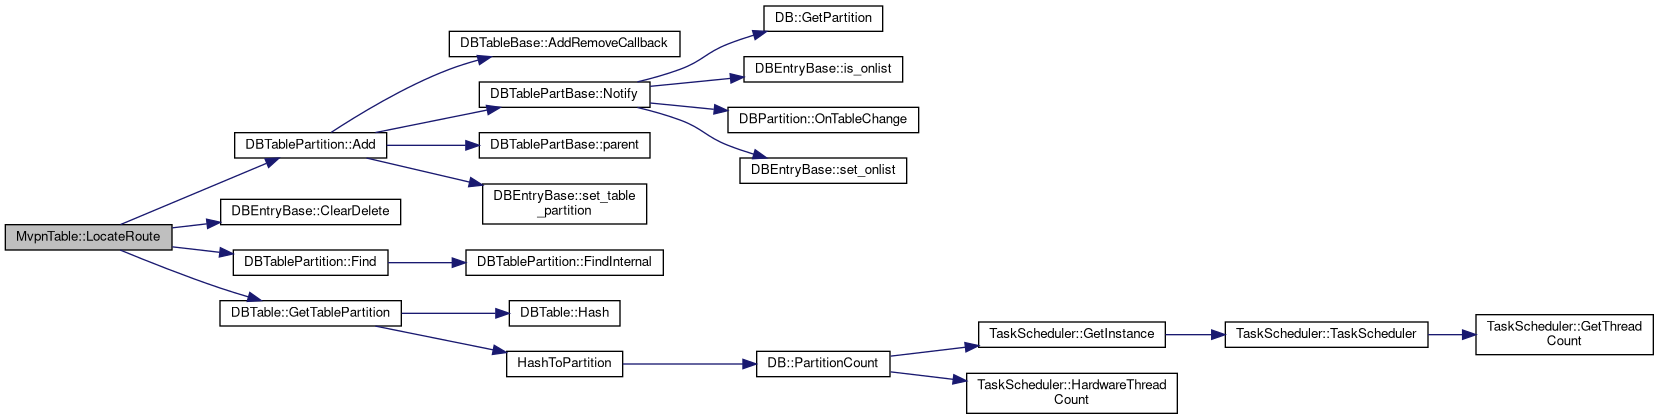 DB::GetPartition
DBTableBase::AddRemoveCallback
DBEntryBase::is_onlist
DBTablePartBase::Notify
DBPartition::OnTableChange
DBTablePartition::Add
DBTablePartBase::parent
DBEntryBase::set_onlist
DBEntryBase::set_table
_partition
DBEntryBase::ClearDelete
MvpnTable::LocateRoute
DBTablePartition::Find
DBTablePartition::FindInternal
DBTable::GetTablePartition
DBTable::Hash
HashToPartition
DB::PartitionCount
TaskScheduler::GetInstance
TaskScheduler::TaskScheduler
TaskScheduler::GetThread
Count
TaskScheduler::HardwareThread
Count